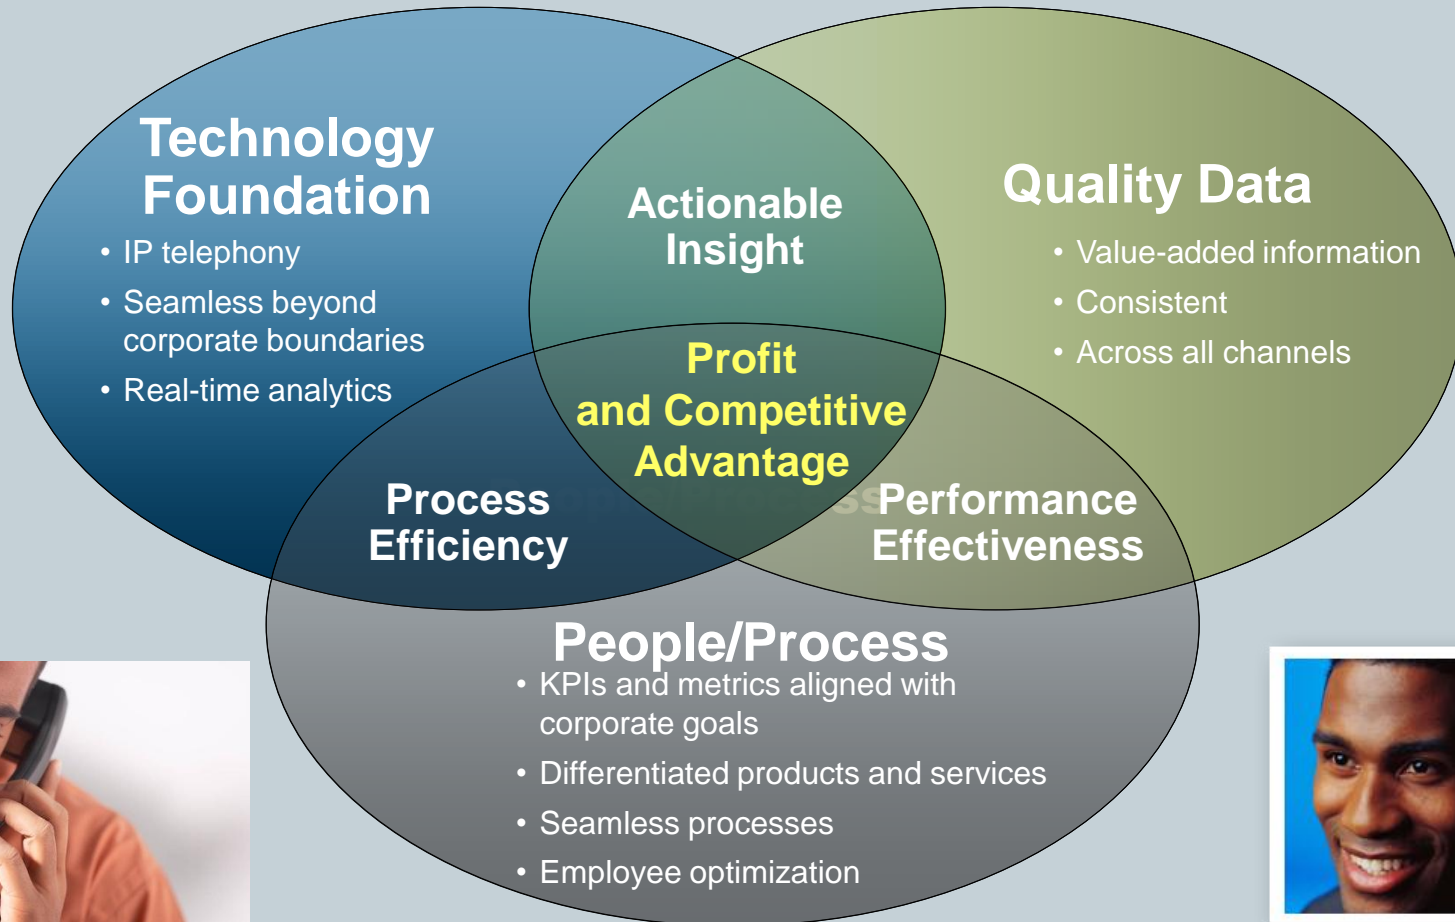 Technology
Foundation
• IP telephony
• Seamless beyond
corporate boundaries
• Real-time analytics
Actionable
Insight
Quality Data
• Value-added information
• Consistent
• Across all channels
Profit
and Competitive
Advantage
Process
Efficiency
Performance
Effectiveness
People/Process
• KPIs and metrics aligned with
corporate goals
• Differentiated products and services
• Seamless processes
• Employee optimization